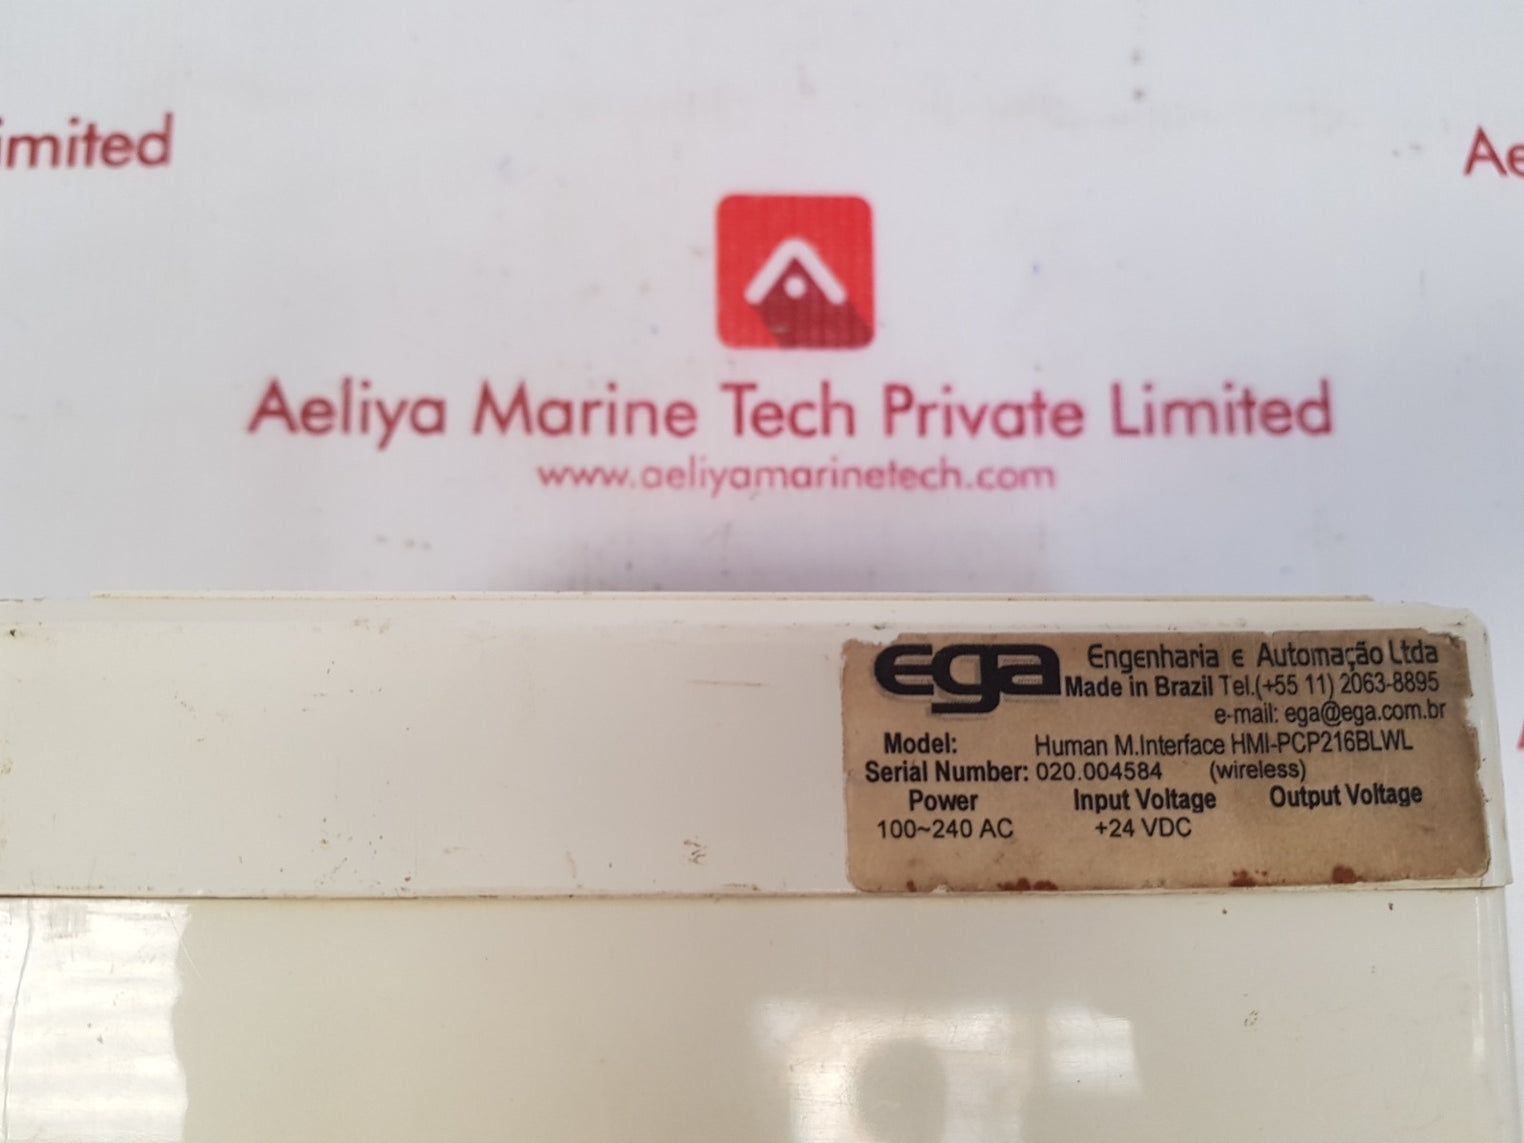 imited
Ae
Aeliya Marine Tech Private Limited
www.aeliyamarinetech.com
ega Engenharia e Automação Ltda
Made in Brazil Tel.(+55 11) 2063-8895
e-mail: ega@ega.com.br
Model: Human M.Interface HMI-PCP216BLWL
Serial Number: 020.004584 (wireless)
Power Input Voltage Output Voltage
100~240 AC +24 VDC